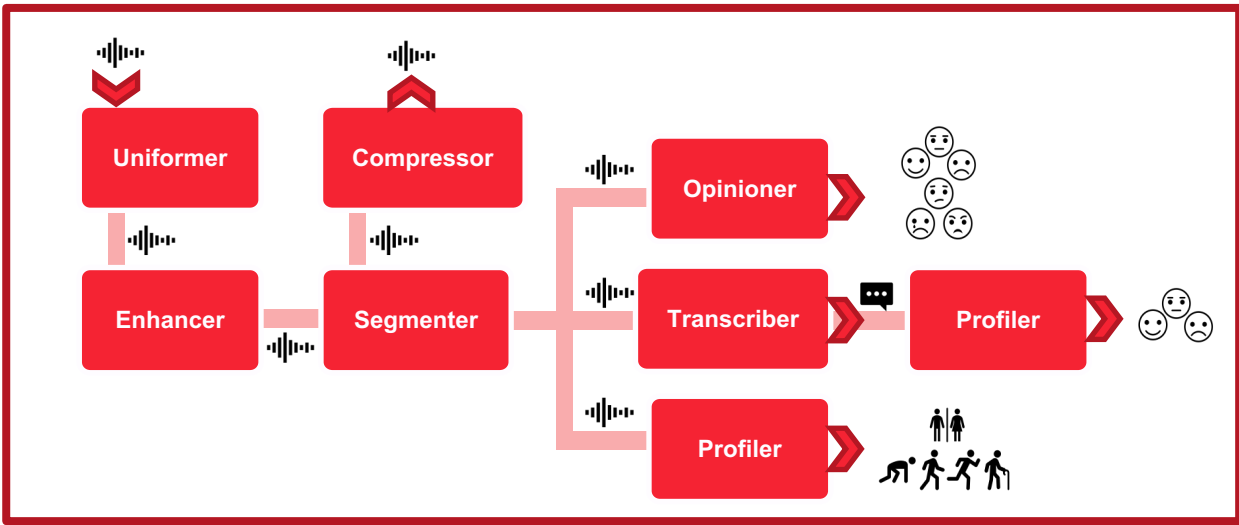 Uniformer
Compressor
Opinioner
Enhancer
Segmenter
Transcriber
Profiler
Profiler